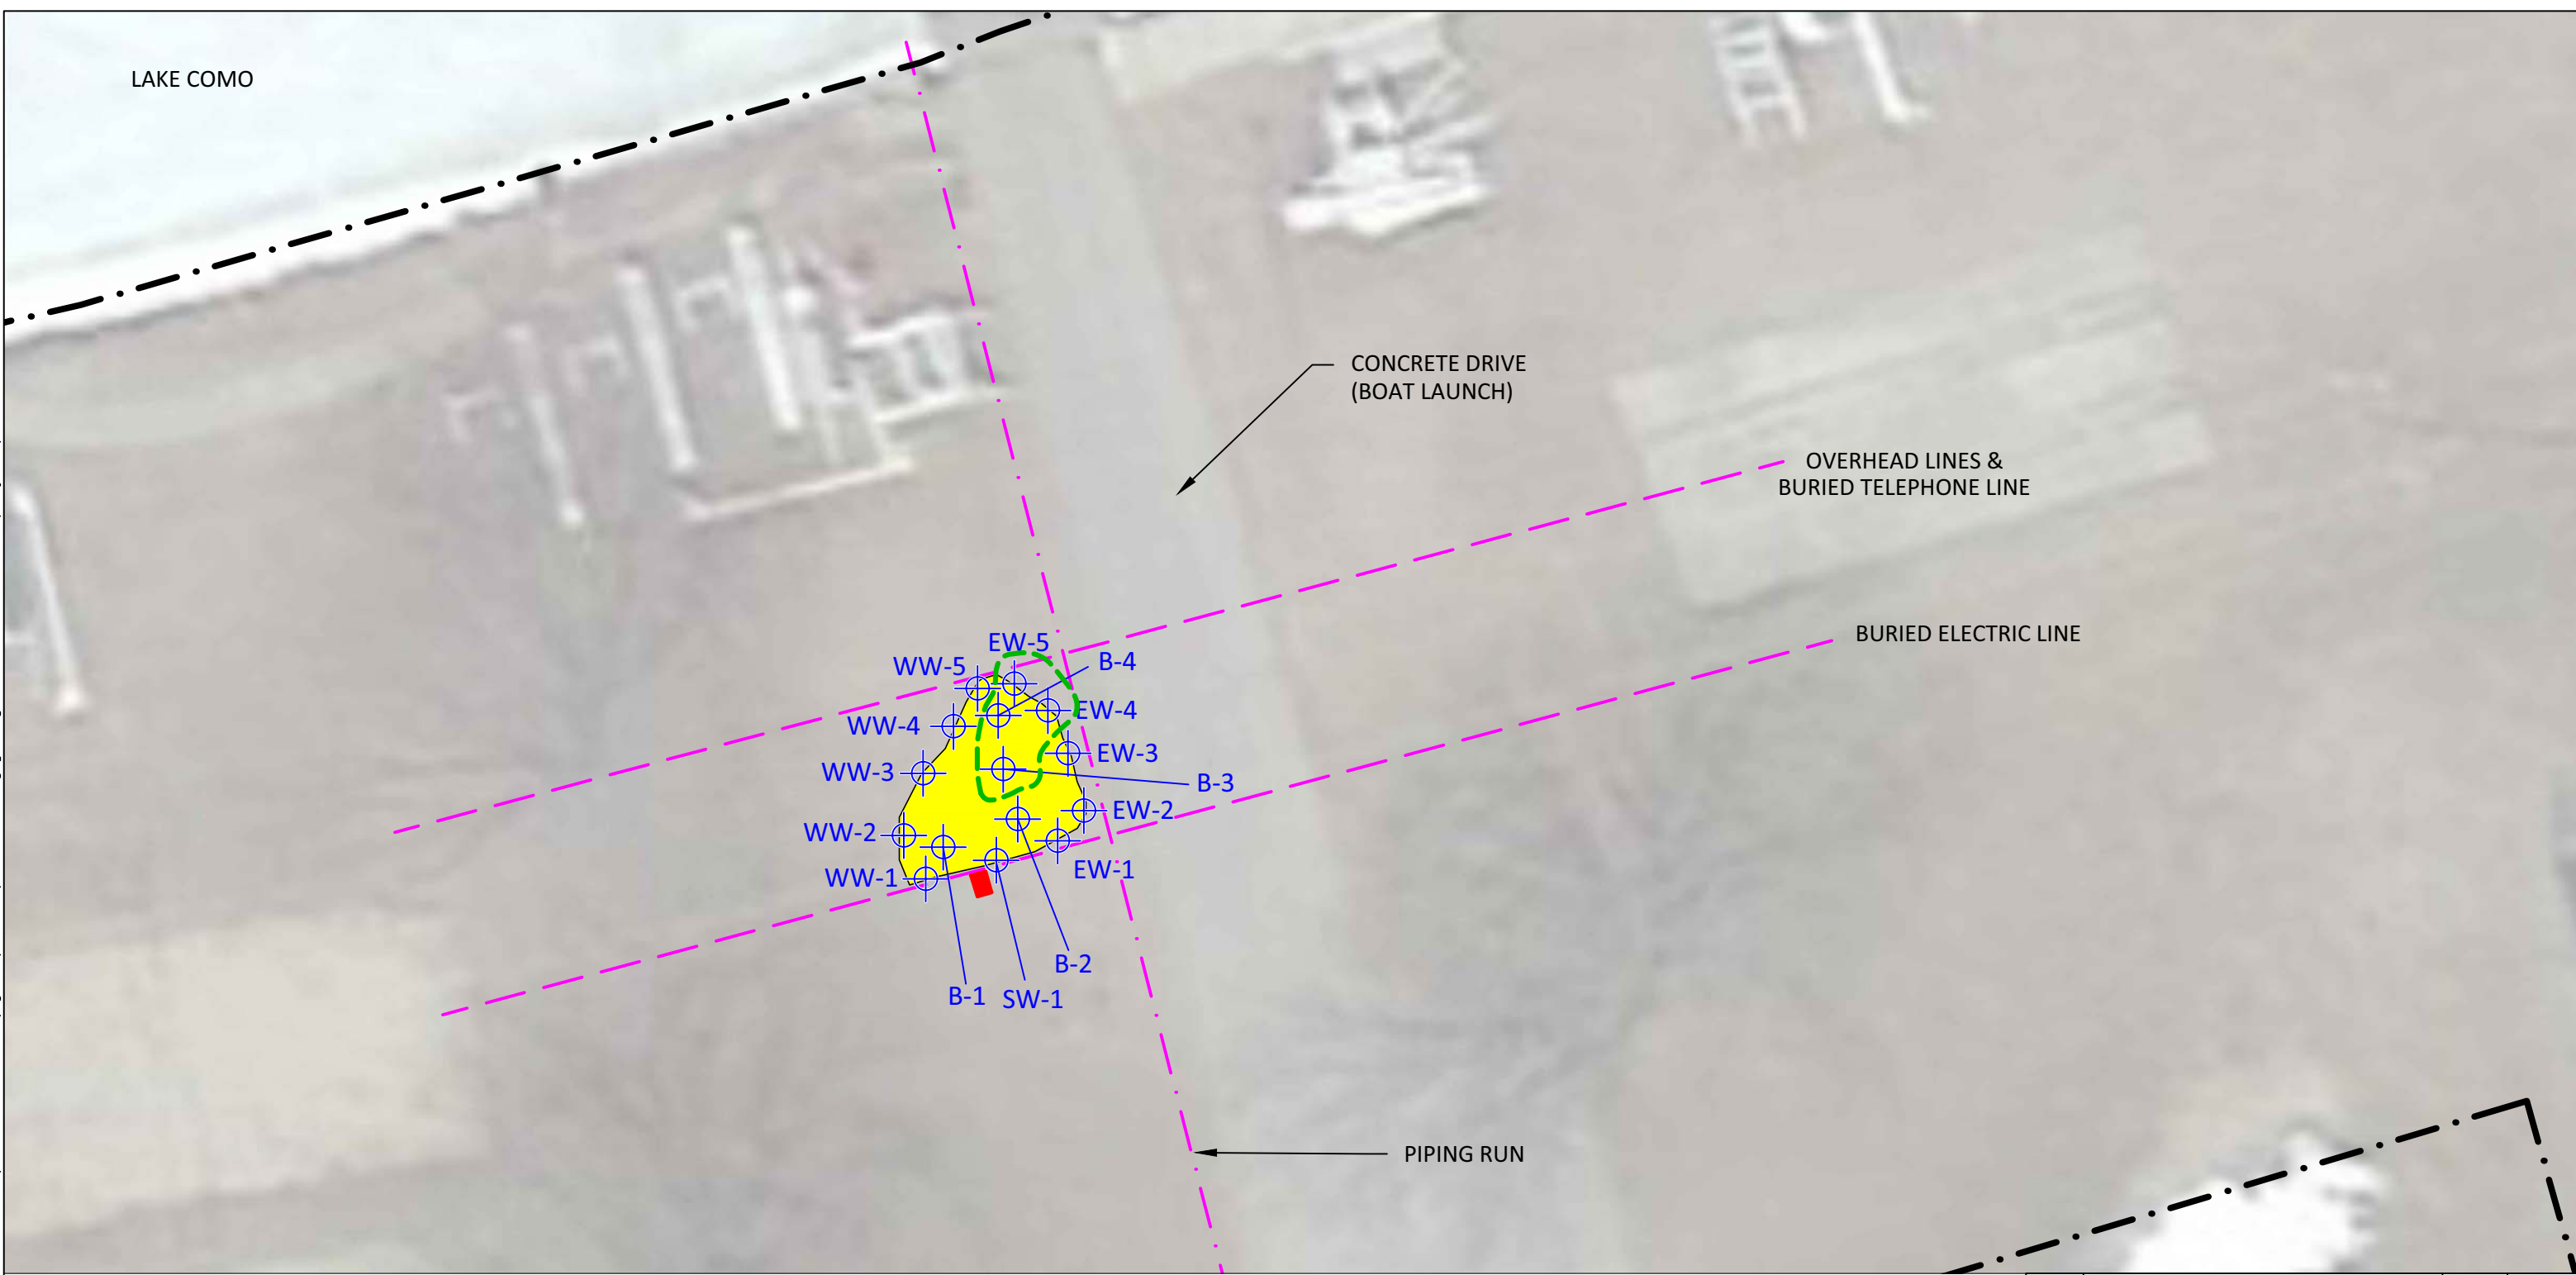 LAKE COMO
CONCRETE DRIVE
(BOAT LAUNCH)
OVERHEAD LINES &
BURIED TELEPHONE LINE
BURIED ELECTRIC LINE
EW-5
B-4
WW-5
EW-4
WW-4
EW-3
WW-3
B-3
EW-2
WW-2
EW-1
WW-1
B-2
B-1
SW-1
PIPING RUN